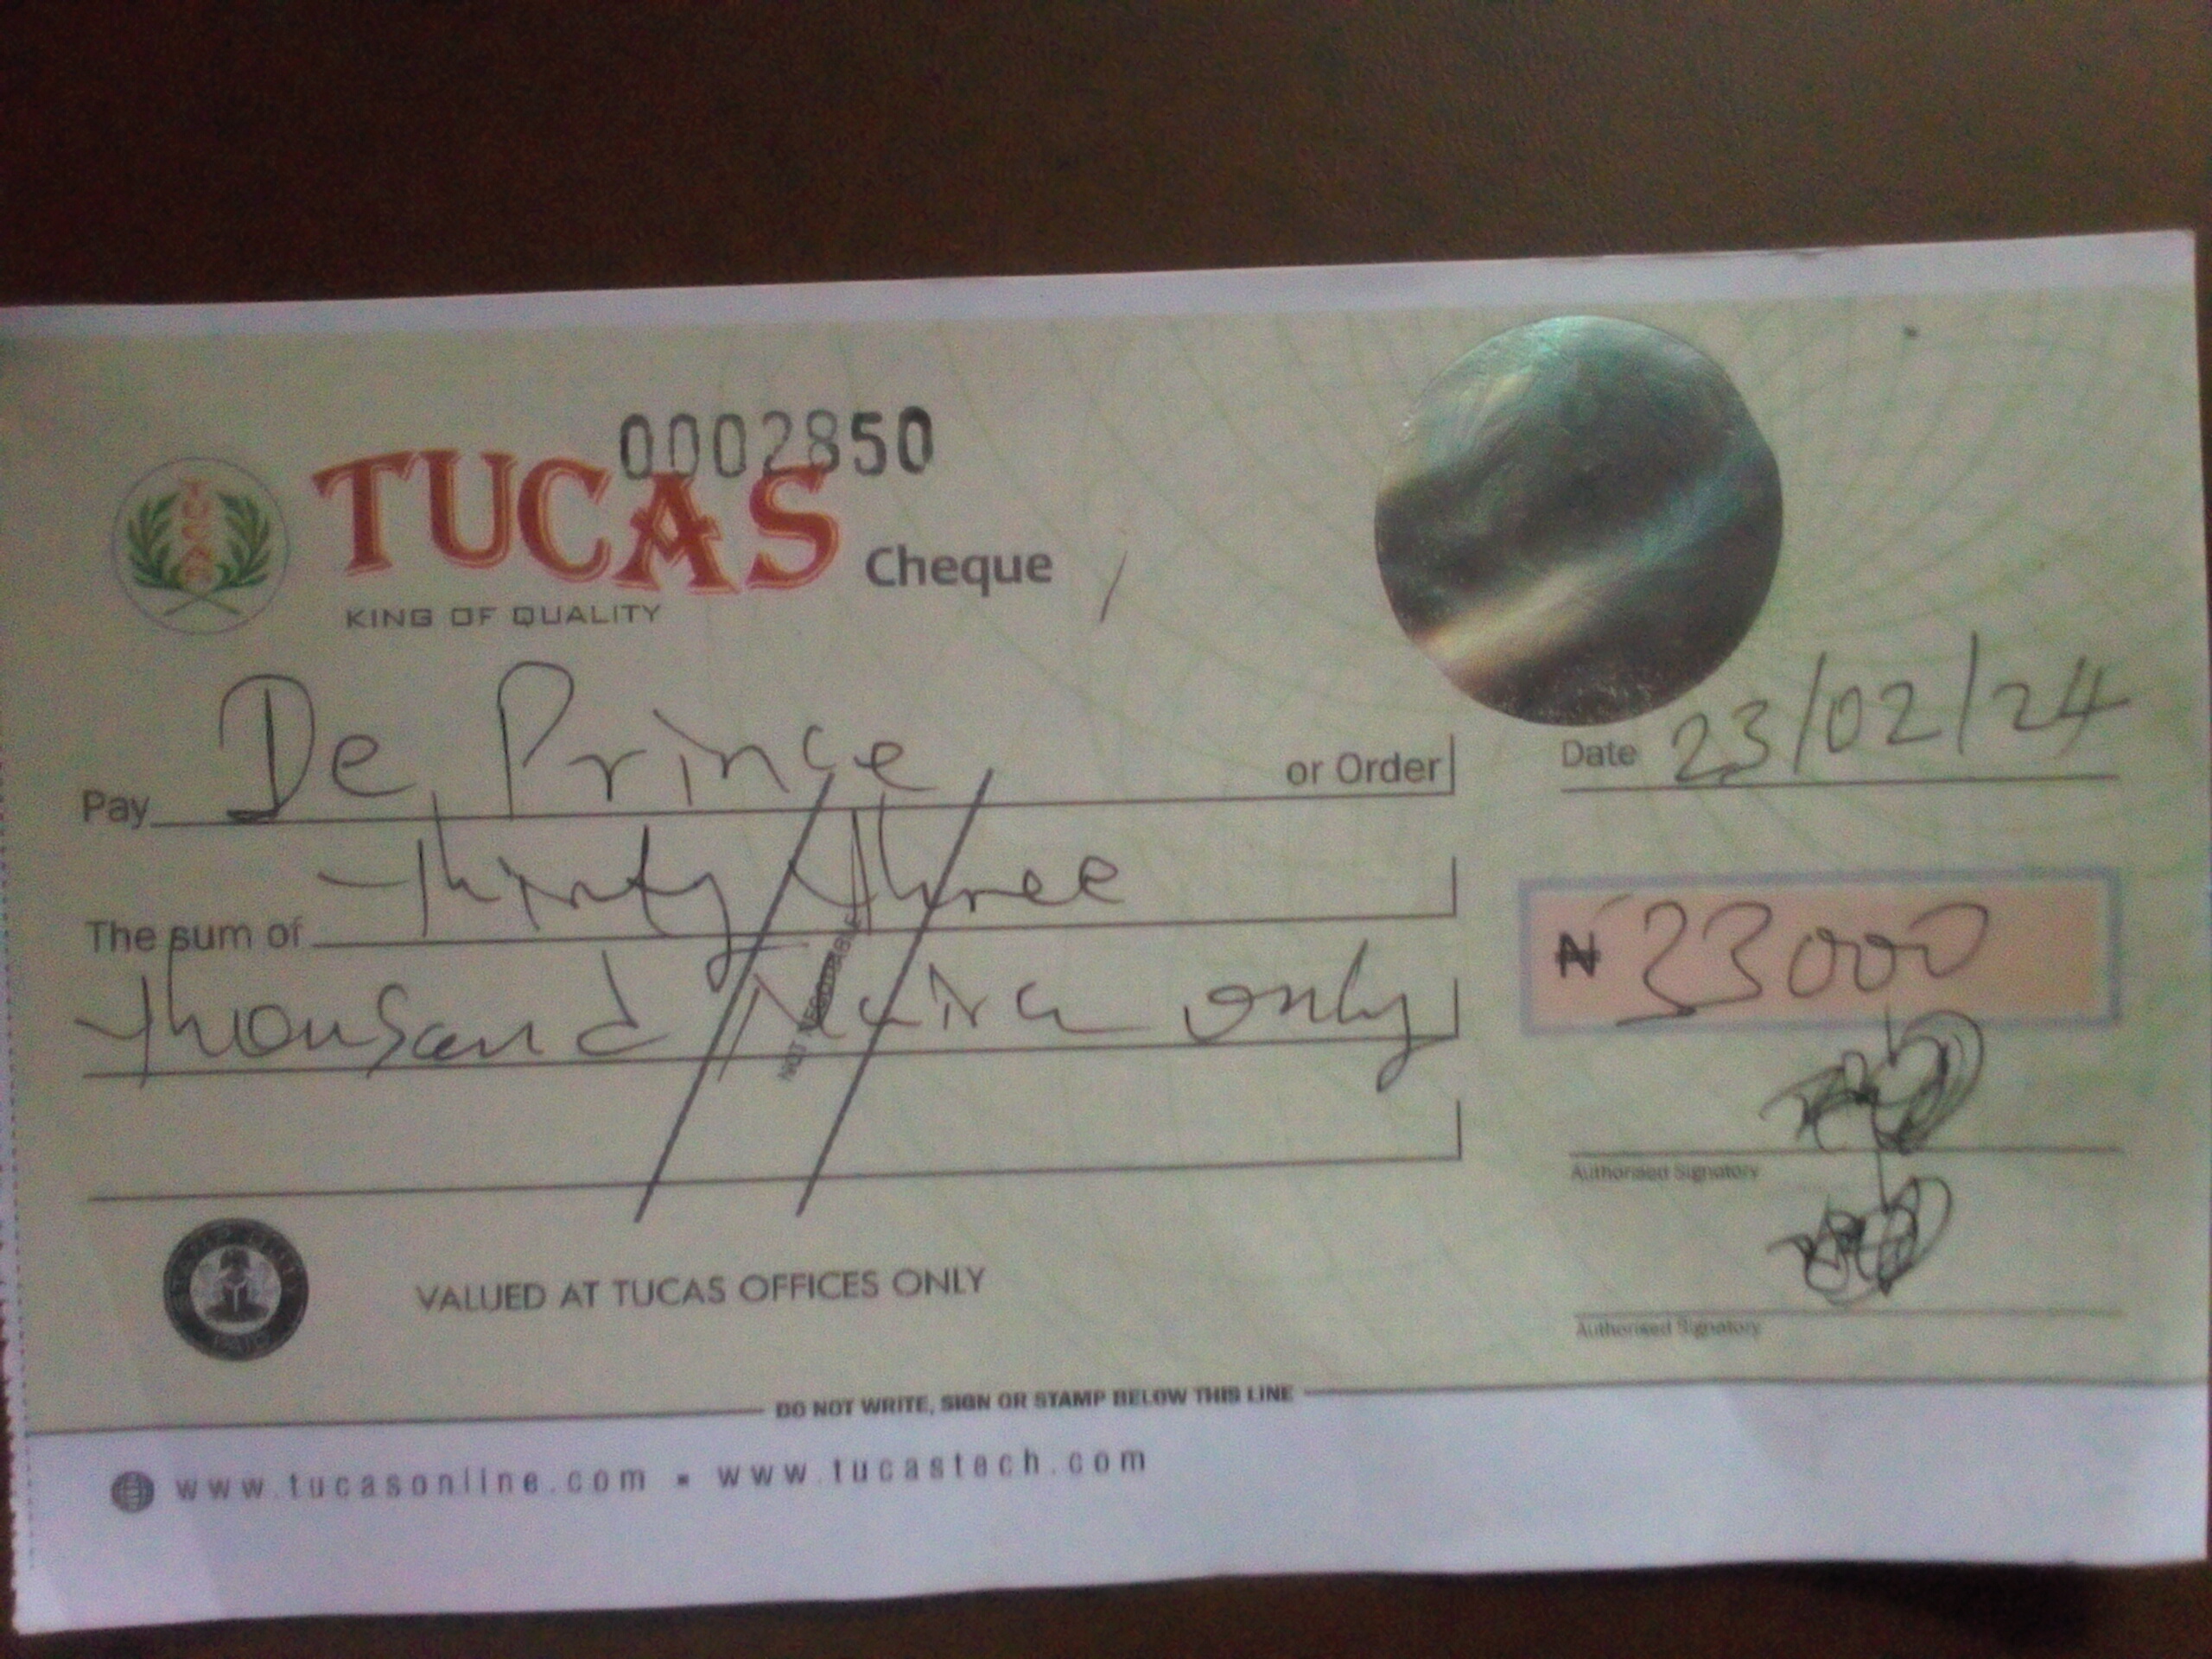 0002850
TUCAS
TUCAS Cheque
KING OF QUALITY
Pay De Prince or Order
Date 23/02/24
The sum of Thirty three
thousand Naira only
₦ 33000
NOT NEGOTIABLE
Authorised Signatory
Authorised Signatory
VALUED AT TUCAS OFFICES ONLY
DO NOT WRITE, SIGN OR STAMP BELOW THIS LINE
www.tucasonline.com ▪ www.tucastech.com